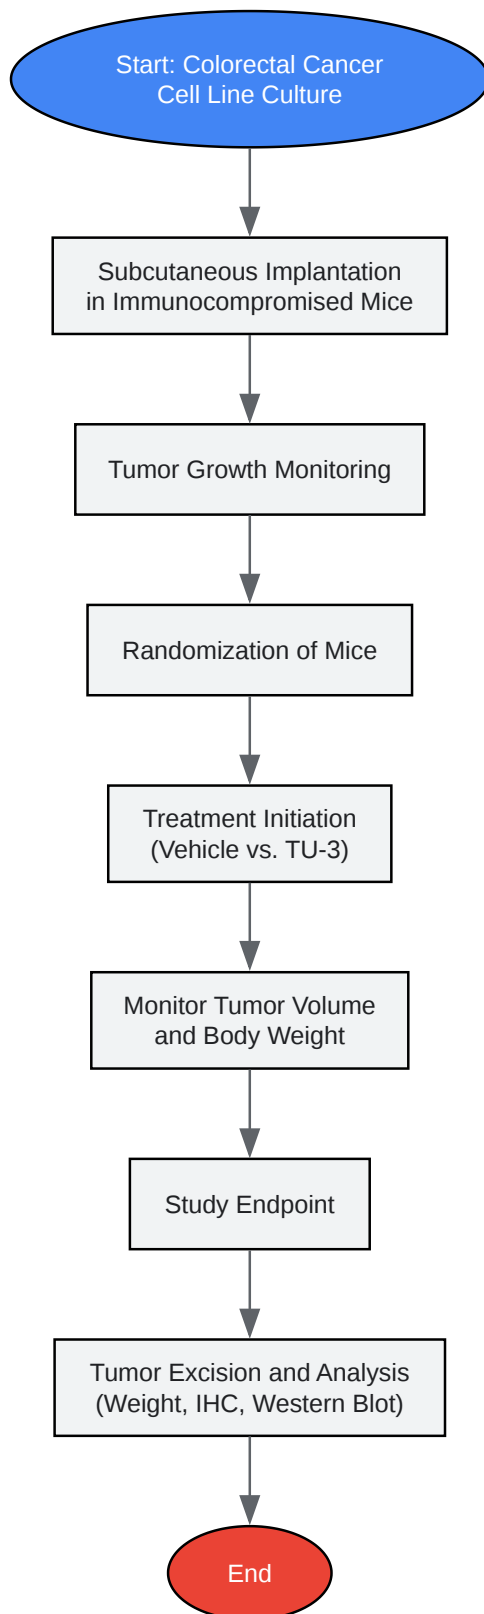 Start: Colorectal Cancer
Cell Line Culture
Subcutaneous Implantation
in Immunocompromised Mice
Tumor Growth Monitoring
Randomization of Mice
Treatment Initiation
(Vehicle vs. TU-3)
Monitor Tumor Volume
and Body Weight
Study Endpoint
Tumor Excision and Analysis
(Weight, IHC, Western Blot)
End